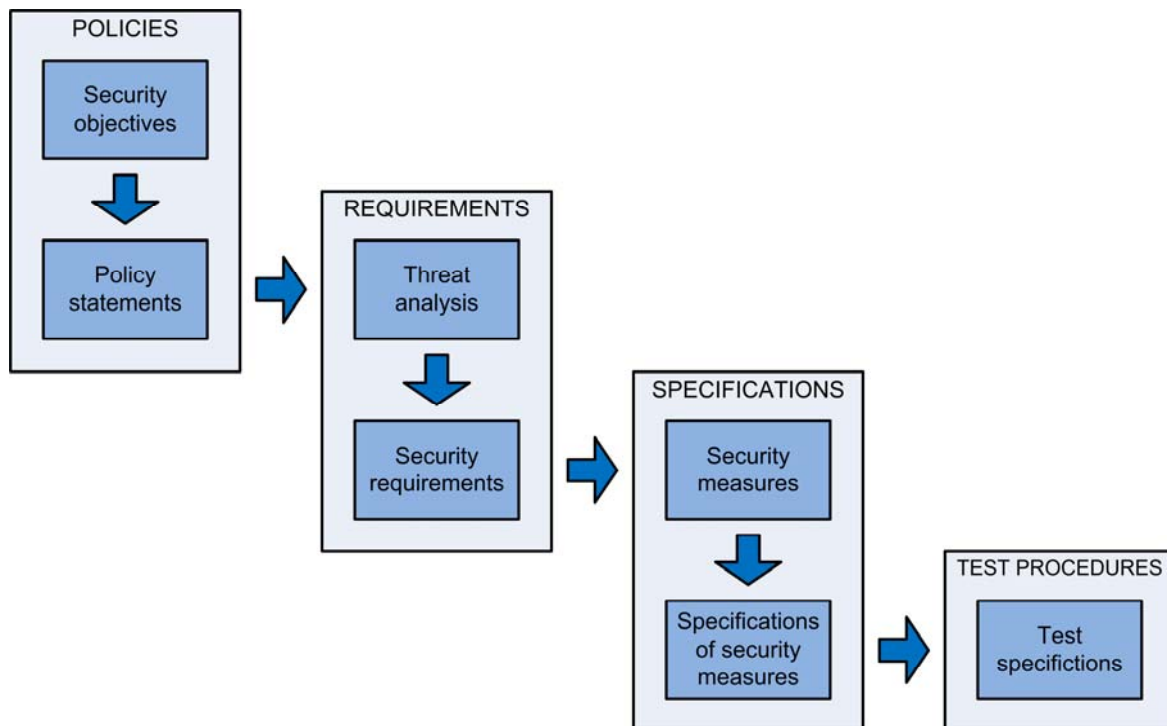 POLICIES
Security
objectives
Policy
statements
REQUIREMENTS
Threat
analysis
Security
requirements
SPECIFICATIONS
Security
measures
Specifications
of security
measures
TEST PROCEDURES
Test
specifictions